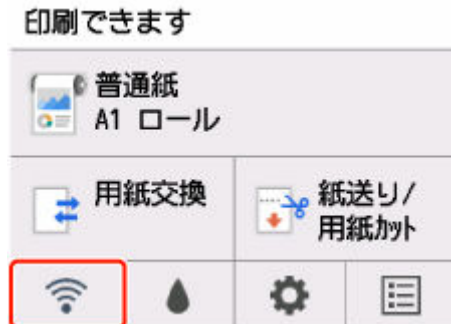 印刷できます
普通紙
A1 ロール
用紙交換
紙送り/
用紙ｶｯﾄ